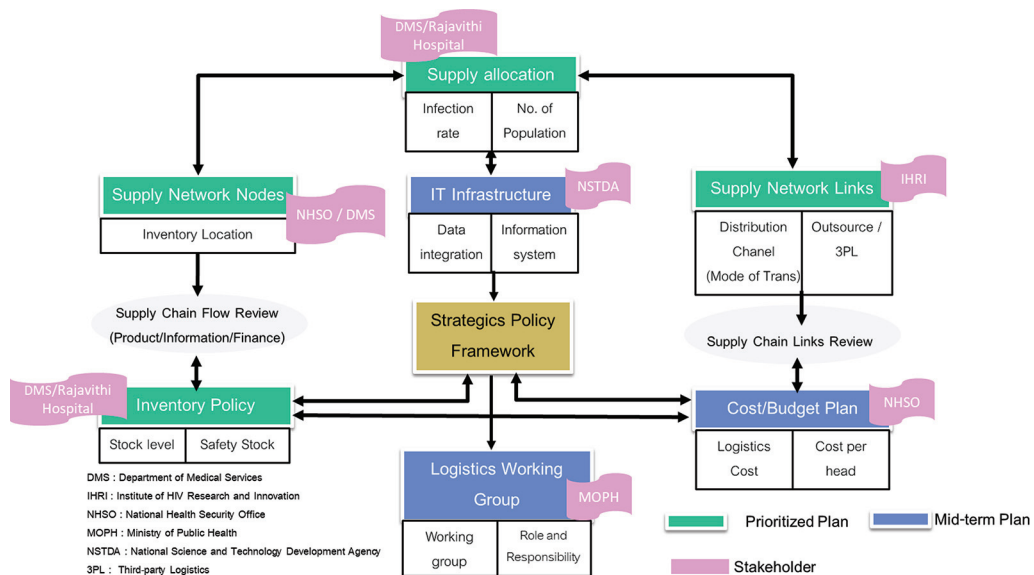 DMS/Rajavithi
Hospital
Supply allocation
Infection
rate
No. of
Population
Supply Network Nodes
NHSO / DMS
Inventory Location
IT Infrastructure
NSTDA
Data
integration
Information
system
Supply Network Links
IHRI
Distribution
Chanel
(Mode of Trans)
Outsource /
3PL
Supply Chain Flow Review
(Product/Information/Finance)
Strategics Policy
Framework
Supply Chain Links Review
DMS/Rajavithi
Hospital
Inventory Policy
Stock level
Safety Stock
Cost/Budget Plan
NHSO
Logistics
Cost
Cost per
head
Logistics Working
Group
MOPH
Working
group
Role and
Responsibility
DMS : Department of Medical Services
IHRI : Institute of HIV Research and Innovation
NHSO : National Health Security Office
MOPH : Ministry of Public Health
NSTDA : National Science and Technology Development Agency
3PL : Third-party Logistics
Prioritized Plan
Mid-term Plan
Stakeholder